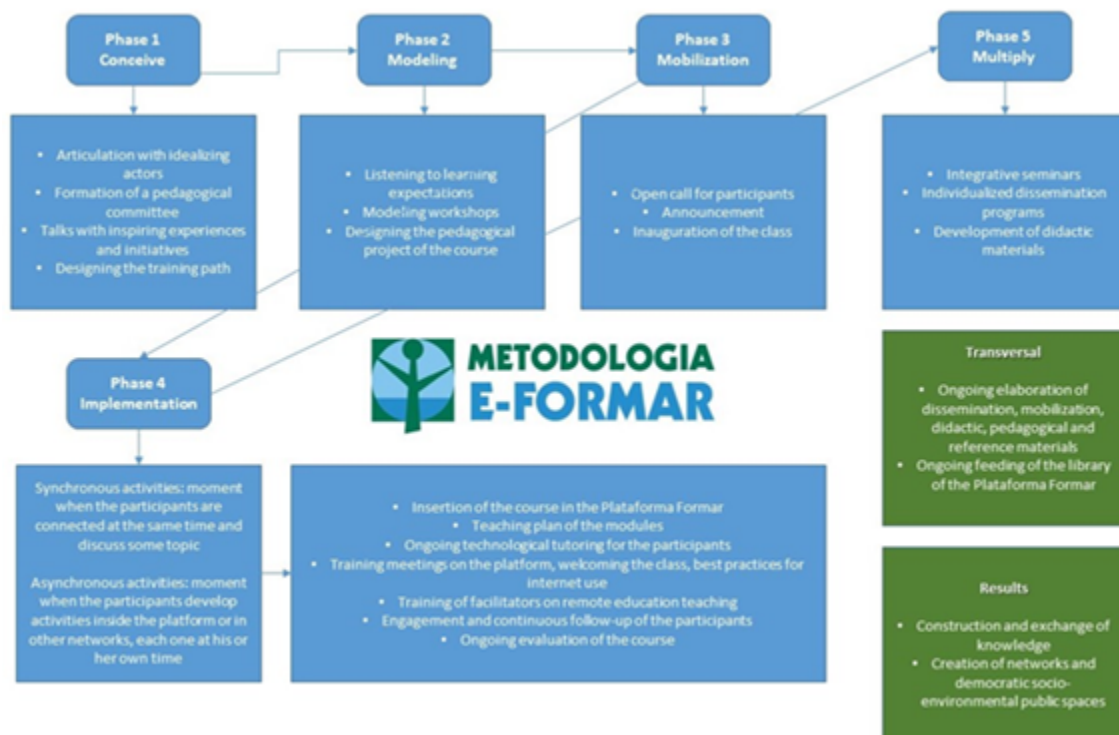 Phase 1
Conceive
Phase 2
Modeling
Phase 3
Mobilization
Phase 5
Multiply
• Articulation with idealizing
actors
• Formation of a pedagogical
committee
• Talks with inspiring experiences
and initiatives
• Designing the training path
• Listening to learning
expectations
• Modeling workshops
• Designing the pedagogical
project of the course
• Open call for participants
• Announcement
• Inauguration of the class
• Integrative seminars
• Individualized dissemination
programs
• Development of didactic
materials
Phase 4
Implementation
METODOLOGIA
E-FORMAR
Transversal
• Ongoing elaboration of
dissemination, mobilization,
didactic, pedagogical and
reference materials
• Ongoing feeding of the library
of the Plataforma Formar
Synchronous activities: moment
when the participants are
connected at the same time and
discuss some topic
Asynchronous activities: moment
when the participants develop
activities inside the platform or in
other networks, each one at his or
her own time
• Insertion of the course in the Plataforma Formar
• Teaching plan of the modules
• Ongoing technological tutoring for the participants
• Training meetings on the platform, welcoming the class, best practices for
internet use
• Training of facilitators on remote education teaching
• Engagement and continuous follow-up of the participants
• Ongoing evaluation of the course
Results
• Construction and exchange of
knowledge
• Creation of networks and
democratic socio-
environmental public spaces